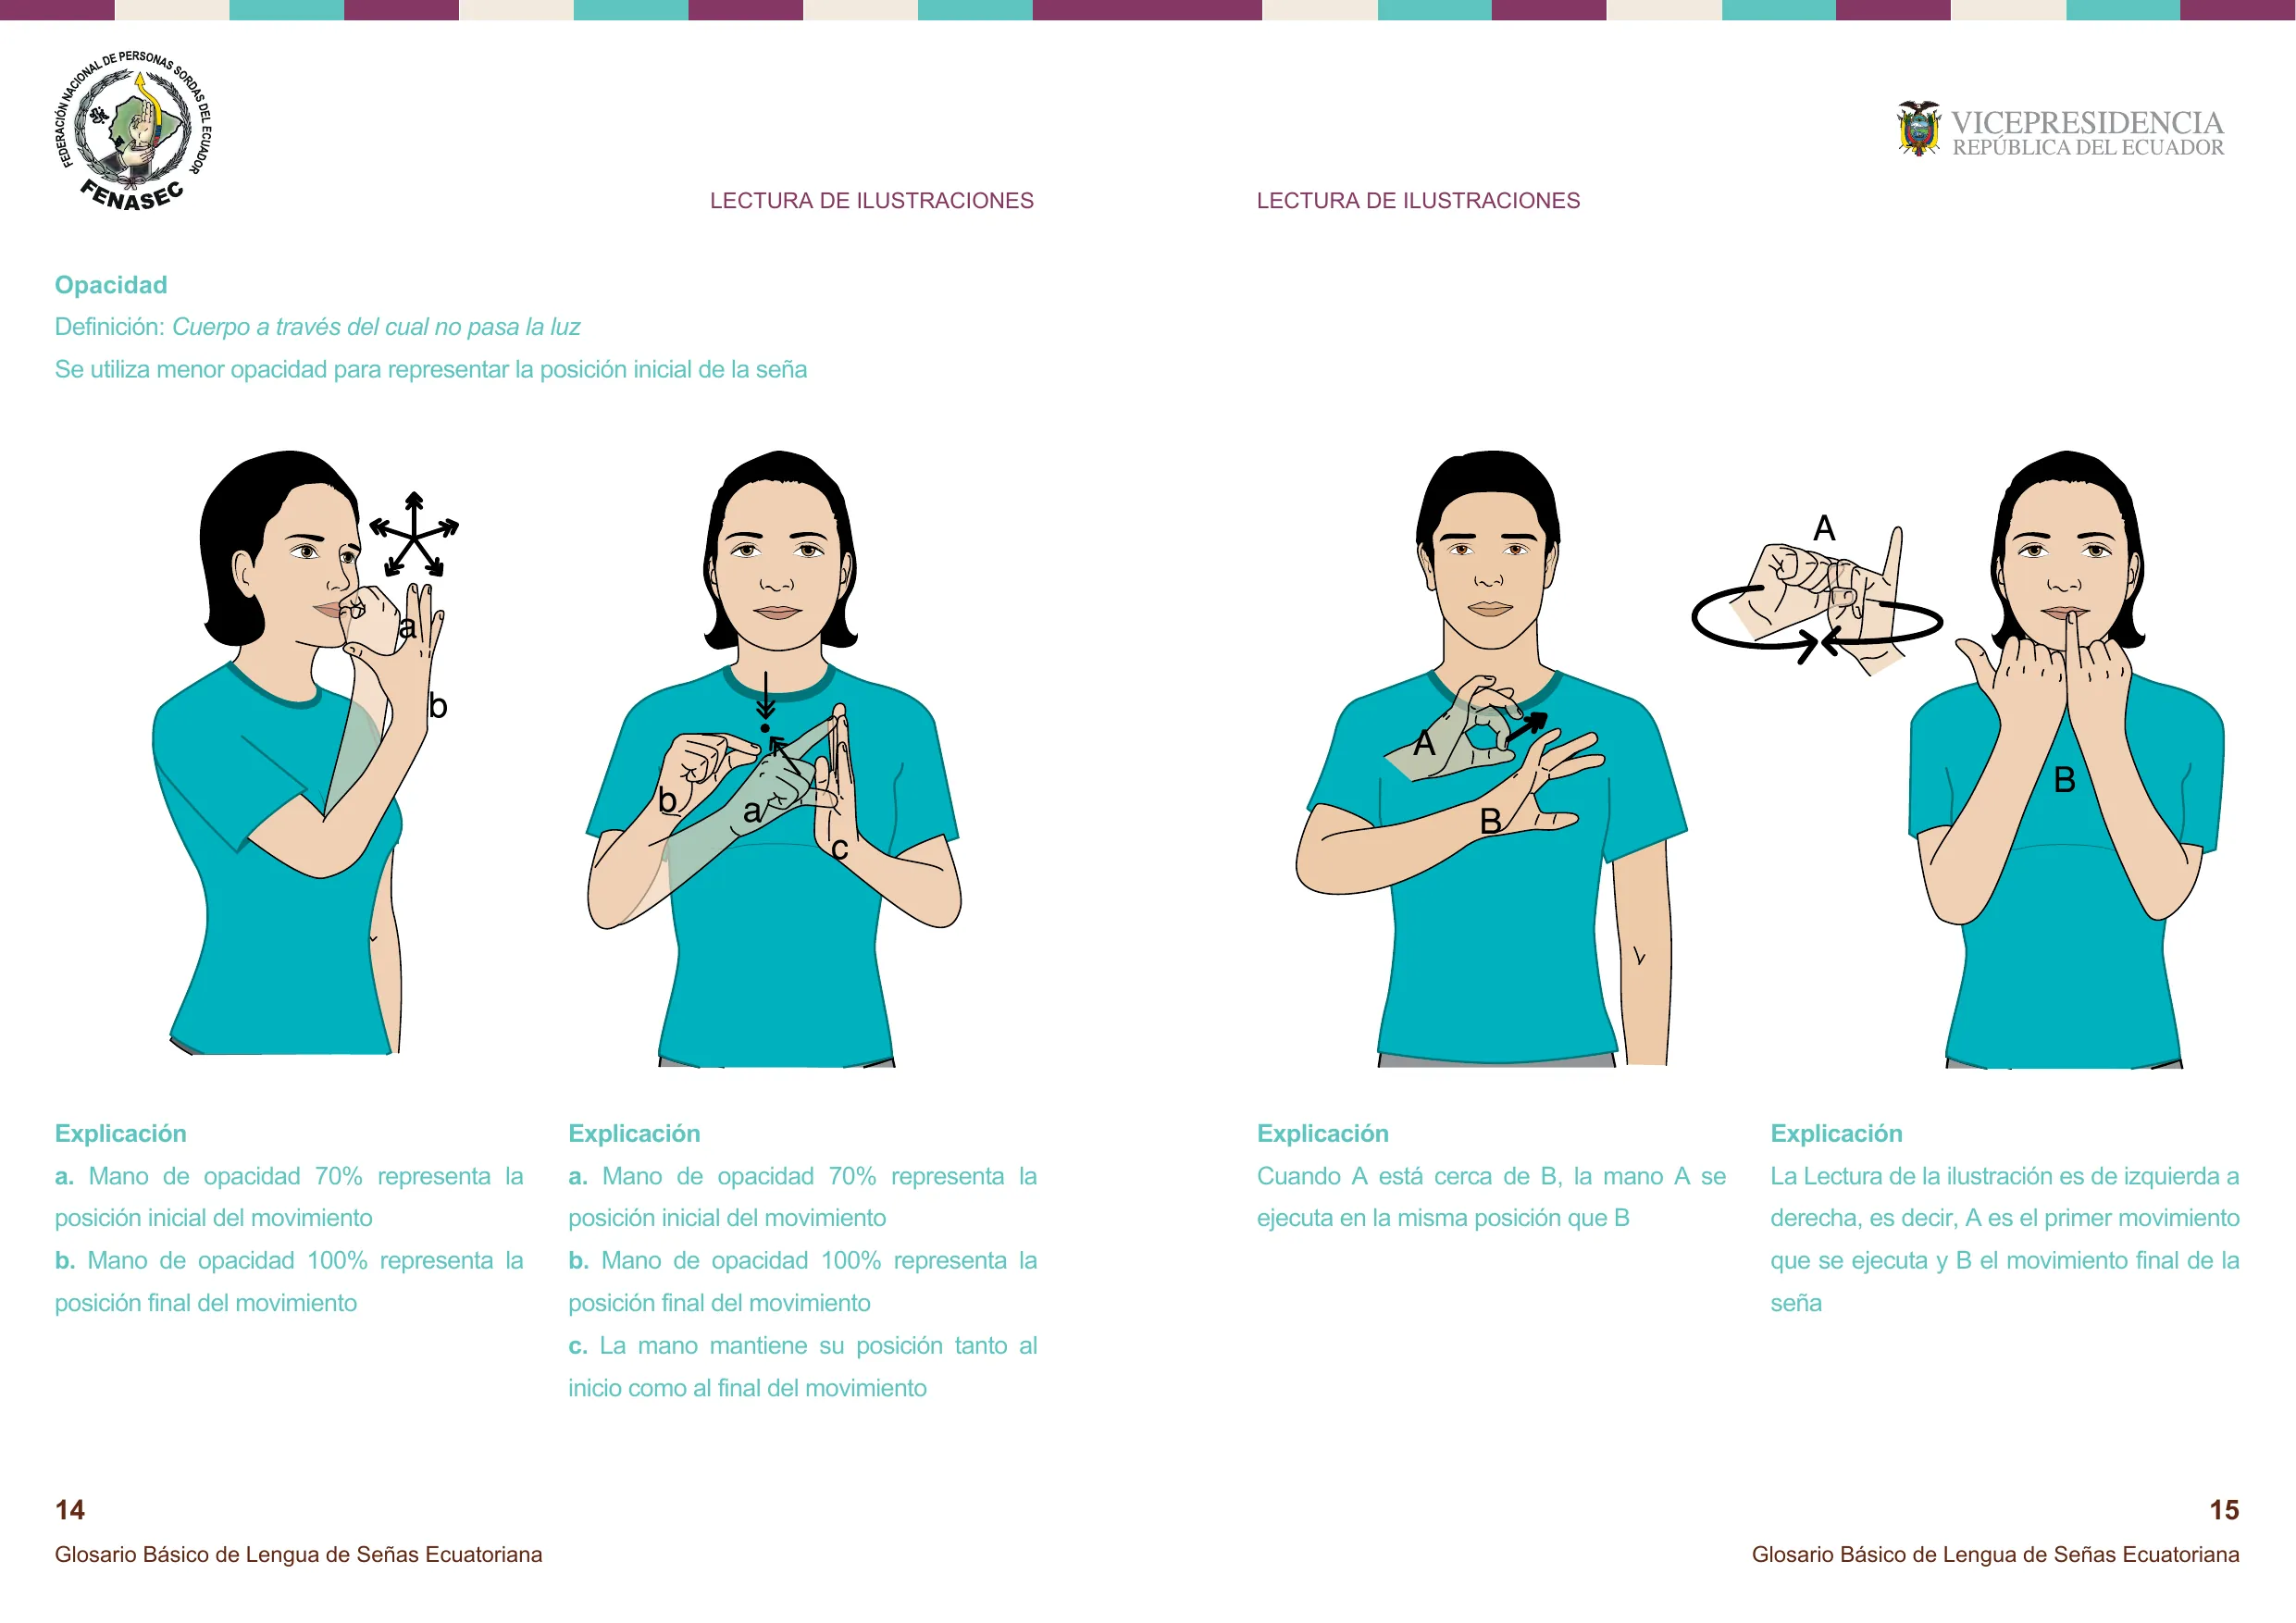 FEDERACIÓN NACIONAL DE PERSONAS SORDAS DEL ECUADOR
FENASEC
LECTURA DE ILUSTRACIONES
Opacidad
Definición: Cuerpo a través del cual no pasa la luz
Se utiliza menor opacidad para representar la posición inicial de la seña
a
b
b
a
c
Explicación
a. Mano de opacidad 70% representa la
posición inicial del movimiento
b. Mano de opacidad 100% representa la
posición final del movimiento
Explicación
a. Mano de opacidad 70% representa la
posición inicial del movimiento
b. Mano de opacidad 100% representa la
posición final del movimiento
c. La mano mantiene su posición tanto al
inicio como al final del movimiento
14
Glosario Básico de Lengua de Señas Ecuatoriana
VICEPRESIDENCIA
REPÚBLICA DEL ECUADOR
LECTURA DE ILUSTRACIONES
A
B
A
B
Explicación
Cuando A está cerca de B, la mano A se
ejecuta en la misma posición que B
Explicación
La Lectura de la ilustración es de izquierda a
derecha, es decir, A es el primer movimiento
que se ejecuta y B el movimiento final de la
seña
15
Glosario Básico de Lengua de Señas Ecuatoriana